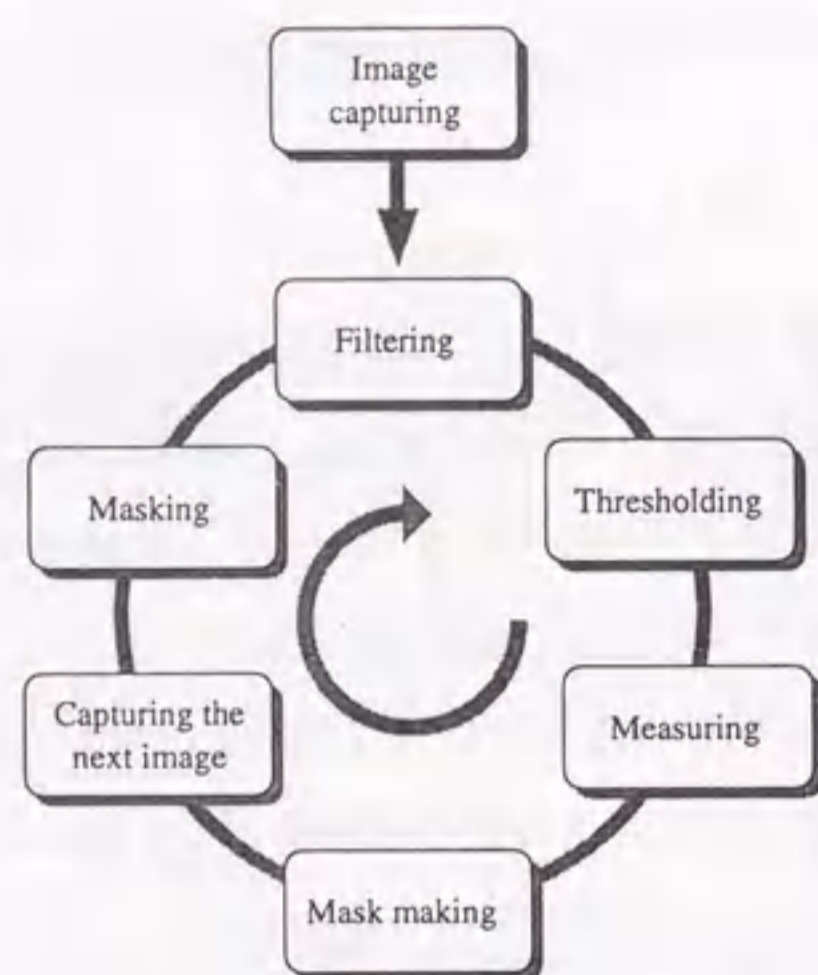 Image
capturing
Filtering
Thresholding
Measuring
Mask making
Capturing the
next image
Masking